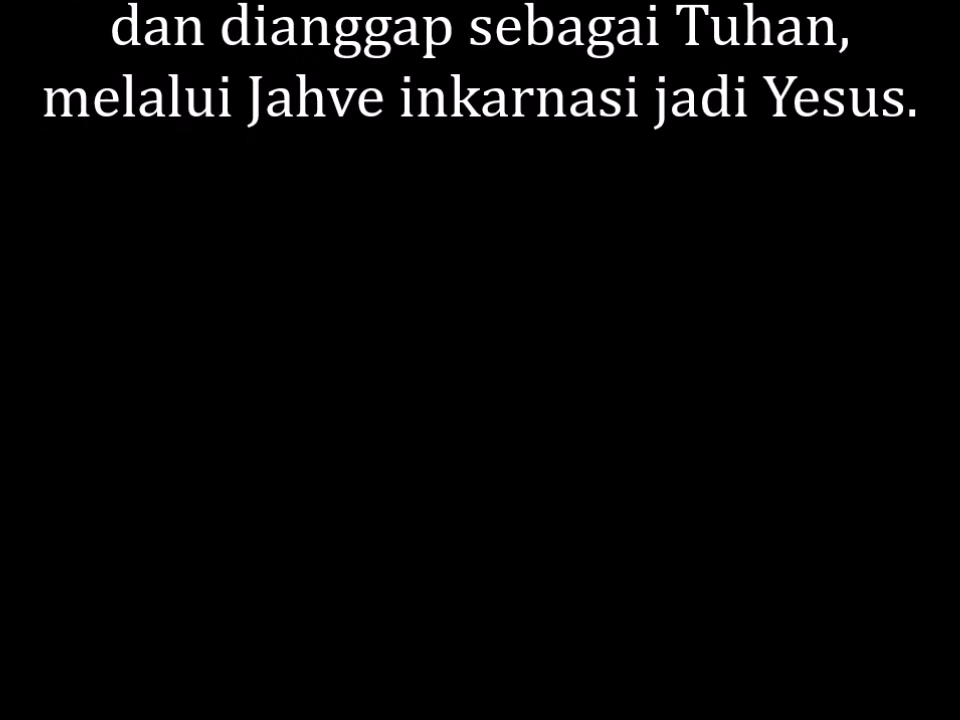 dan dianggap sebagai Tuhan,
melalui Jahve inkarnasi jadi Yesus.